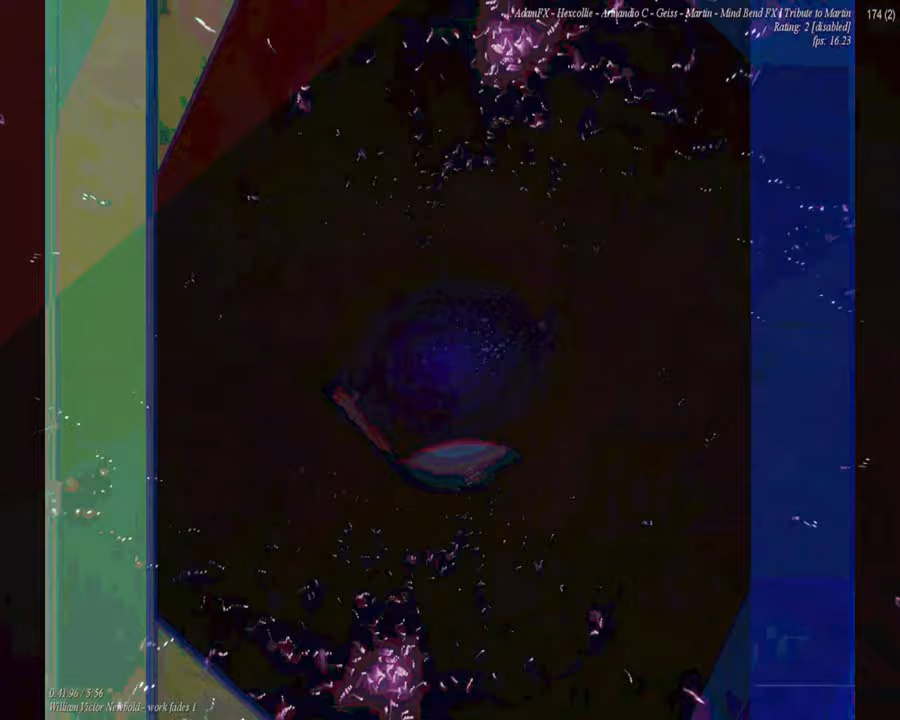 AdamFX - Hexcollie - Armandio C - Geiss - Martin - Mind Bend FX / Tribute to Martin
174 (2)
Rating: 2 [disabled]
fps: 16.23
0:41.96 / 5:56
William Victor Newbold - work fades 1